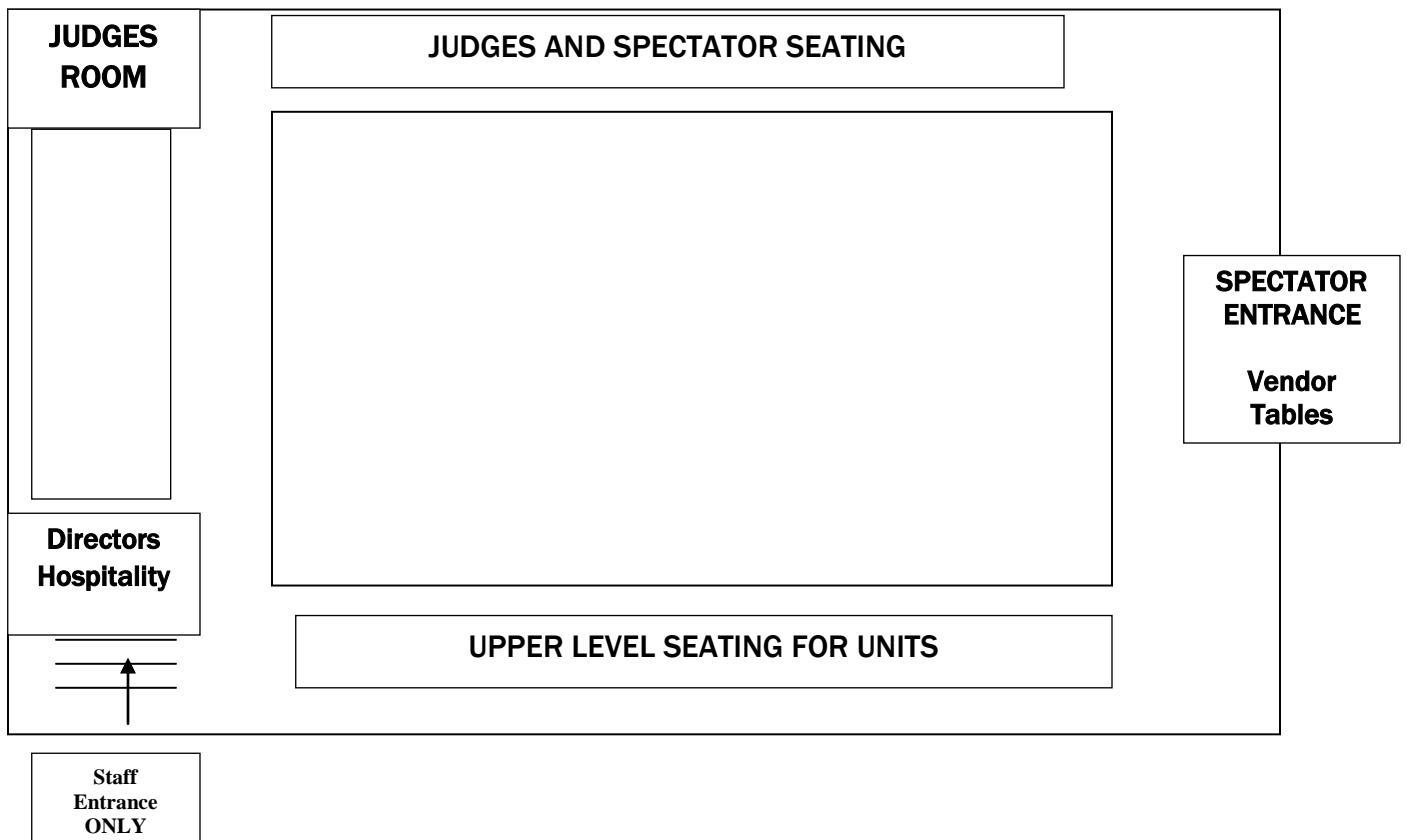 JUDGES
ROOM
JUDGES AND SPECTATOR SEATING
SPECTATOR
ENTRANCE
Vendor
Tables
Directors
Hospitality
UPPER LEVEL SEATING FOR UNITS
Staff
Entrance
ONLY